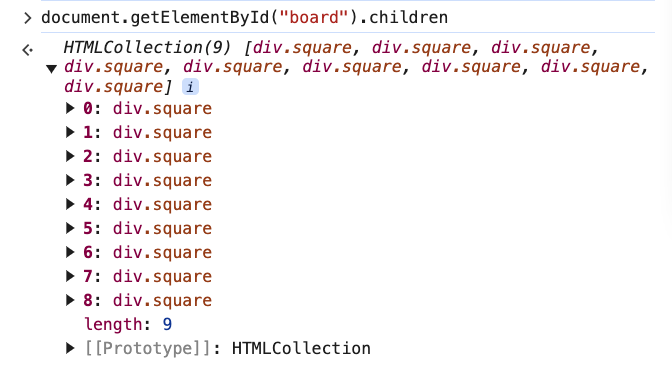 > document.getElementById("board").children
HTMLCollection(9) [div.square, div.square, div.square,
div.square, div.square, div.square, div.square, div.square,
div.square] i
0: div.square
1: div.square
2: div.square
3: div.square
4: div.square
5: div.square
6: div.square
7: div.square
8: div.square
length: 9
[[Prototype]]: HTMLCollection